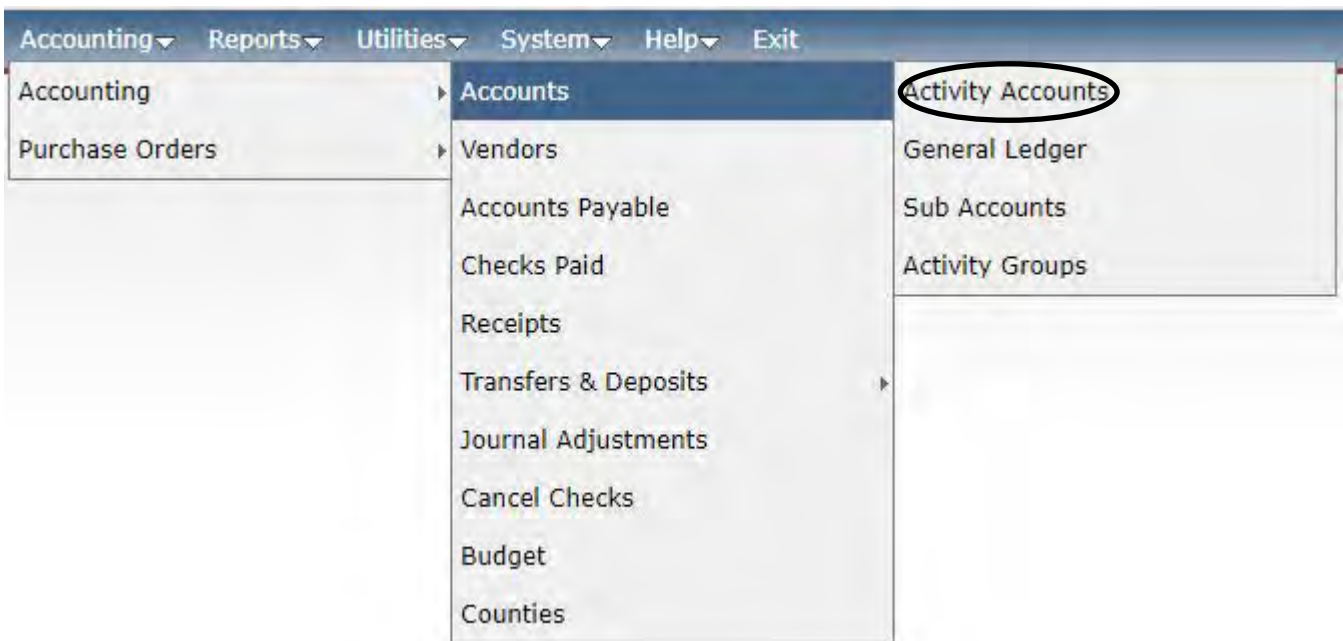 Accounting Reports Utilities System Help Exit
Accounting
Purchase Orders
Accounts
Vendors
Accounts Payable
Checks Paid
Receipts
Transfers & Deposits
Journal Adjustments
Cancel Checks
Budget
Counties
Activity Accounts
General Ledger
Sub Accounts
Activity Groups